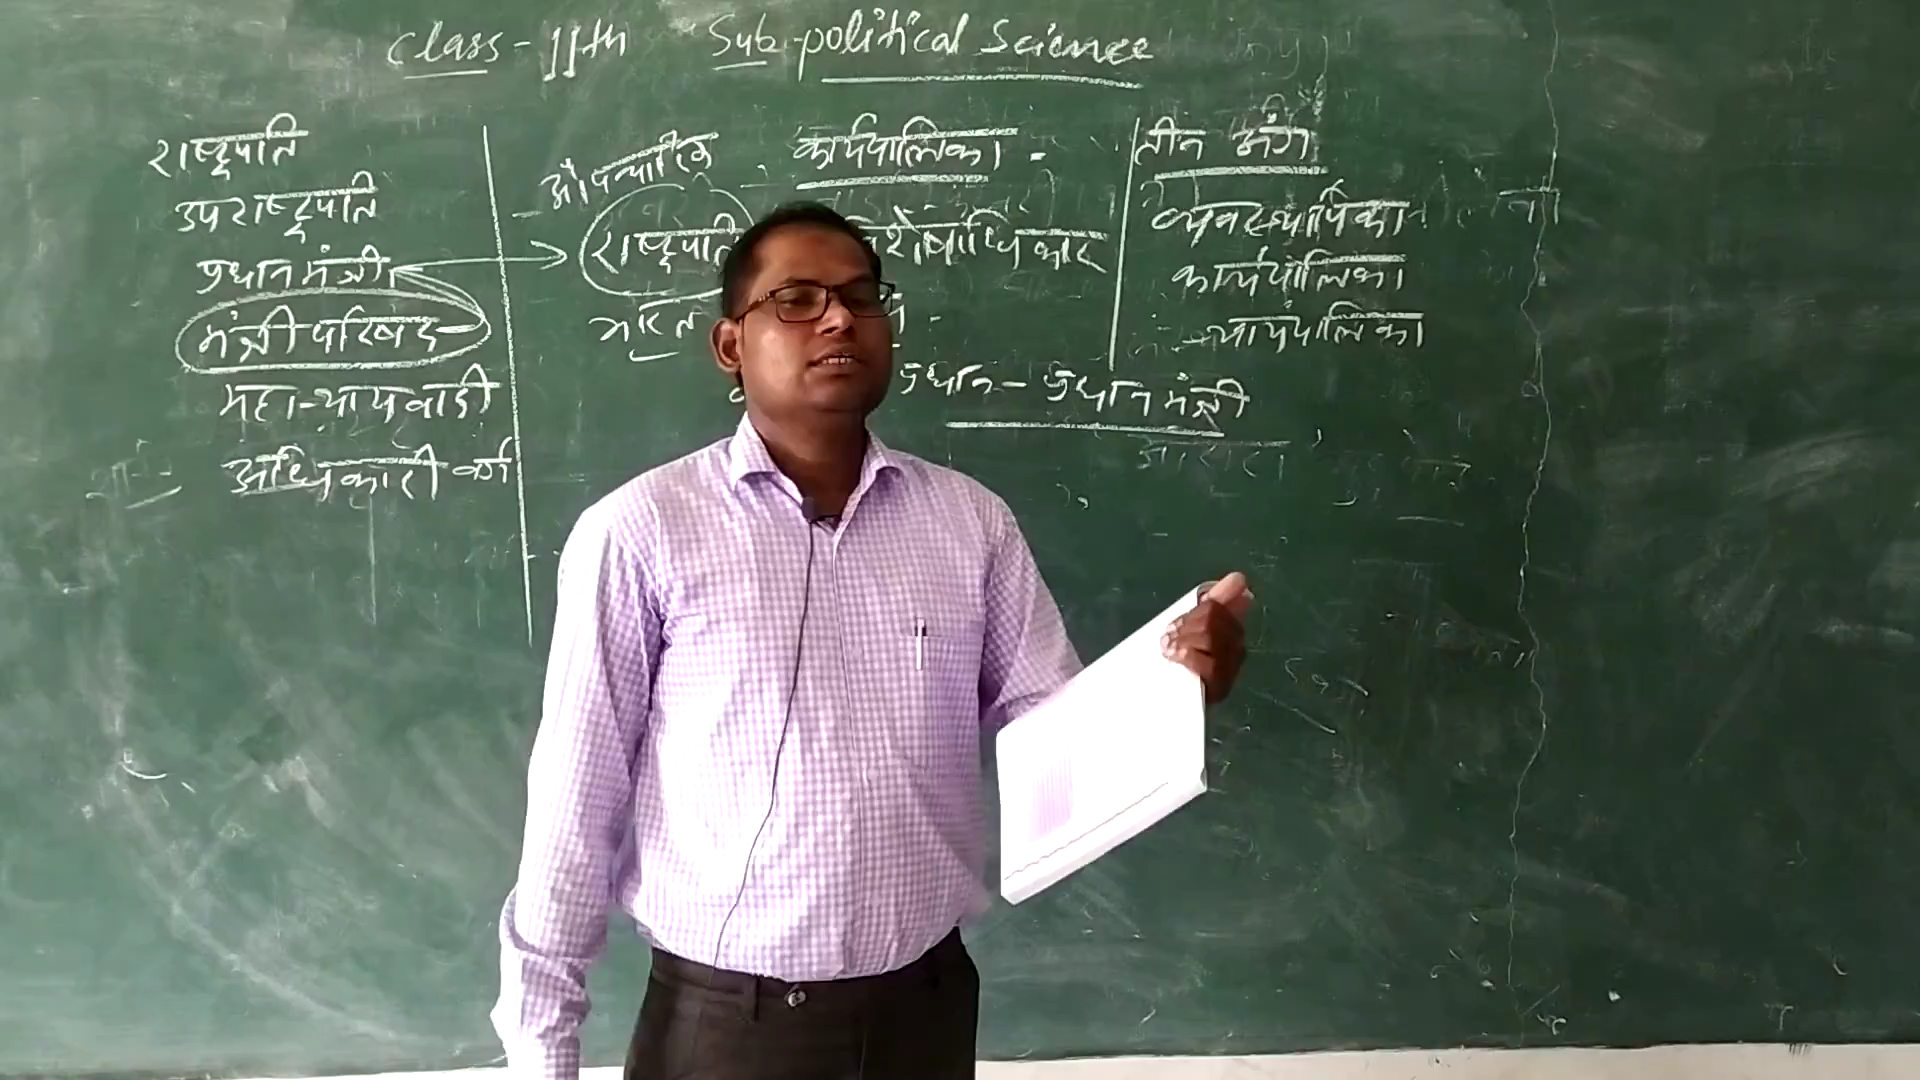 Class - 11th Sub - political Science
राष्ट्रपति
उपराष्ट्रपति
प्रधानमंत्री
मंत्री परिषद
महान्यायवादी
अधिकारी वर्ग
औपचारिक कार्यपालिका
राष्ट्रपति विशेषाधिकार
प्रधान - प्रधानमंत्री
तीन अंग
व्यवस्थापिका
कार्यपालिका
न्यायपालिका